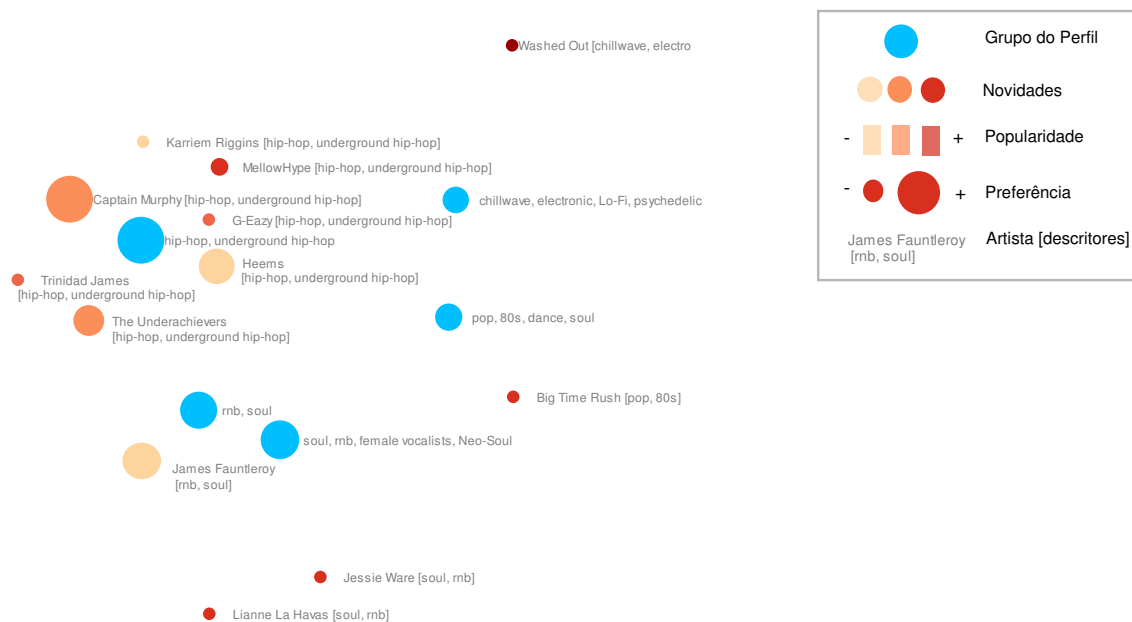 Washed Out [chillwave, electro
Karriem Riggins [hip-hop, underground hip-hop]
MellowHype [hip-hop, underground hip-hop]
Captain Murphy [hip-hop, underground hip-hop]
chillwave, electronic, Lo-Fi, psychedelic
G-Eazy [hip-hop, underground hip-hop]
hip-hop, underground hip-hop
Heems
[hip-hop, underground hip-hop]
Trinidad James
[hip-hop, underground hip-hop]
The Underachievers
[hip-hop, underground hip-hop]
pop, 80s, dance, soul
Big Time Rush [pop, 80s]
rnb, soul
soul, rnb, female vocalists, Neo-Soul
James Fauntleroy
[rnb, soul]
Jessie Ware [soul, rnb]
Lianne La Havas [soul, rnb]
Grupo do Perfil
Novidades
- + Popularidade
- + Preferência
James Fauntleroy
[rnb, soul]
Artista [descritores]